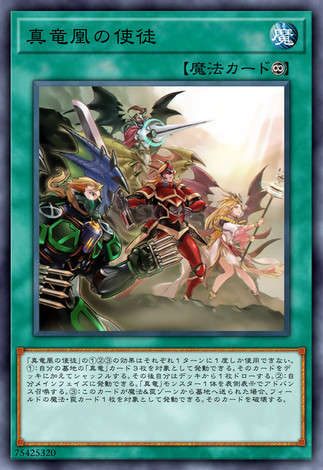 真竜凰の使徒
魔
【魔法カード】
「真竜凰の使徒」の①②③の効果はそれぞれ1ターンに1度しか使用できない。
①:自分の墓地の「真竜」カード3枚を対象として発動できる。そのカードをデ
ッキに加えてシャッフルする。その後自分はデッキから1枚ドローする。②:自
分メインフェイズに発動できる。「真竜」モンスター1体を表側表示でアドバン
ス召喚する。③:このカードが魔法&罠ゾーンから墓地へ送られた場合、フィー
ルドの魔法・罠カード1枚を対象として発動できる。そのカードを破壊する。
75425320